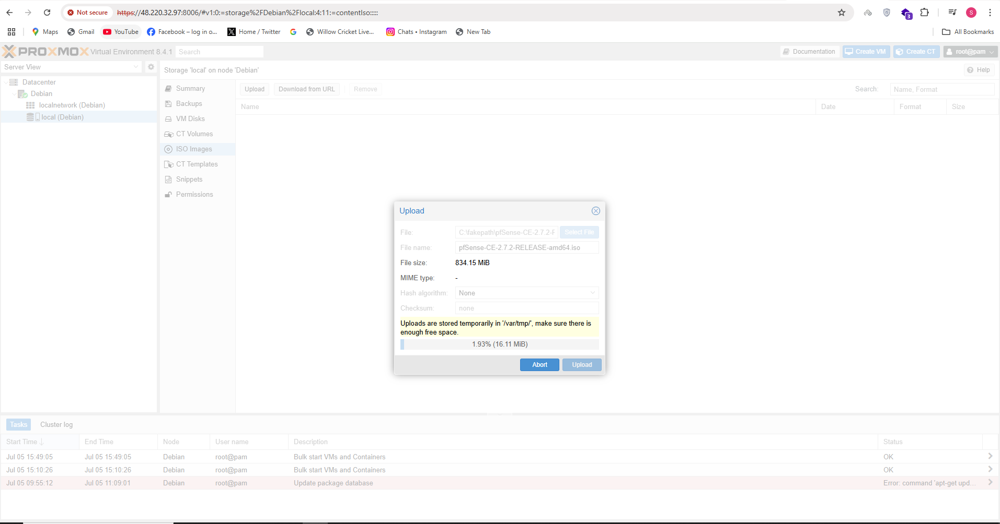 Not secure https://48.220.32.97:8006/#v1:0:=storage%2FDebian%2Flocal:4:11:=contentIso:::::
3
S
Maps Gmail YouTube Facebook – log in o... Home / Twitter Willow Cricket Live... Chats • Instagram New Tab All Bookmarks
PROXMOX Virtual Environment 8.4.1 Search Documentation Create VM Create CT root@pam
Server View
Storage 'local' on node 'Debian' Help
Datacenter
Debian
localnetwork (Debian)
local (Debian)
Summary
Backups
VM Disks
CT Volumes
ISO Images
CT Templates
Snippets
Permissions
Upload Download from URL Remove Search: Name, Format
Name Date Format Size
Upload
File: C:\fakepath\pfSense-CE-2.7.2-F Select File
File name: pfSense-CE-2.7.2-RELEASE-amd64.iso
File size: 834.15 MiB
MIME type: -
Hash algorithm: None
Checksum: none
Uploads are stored temporarily in '/var/tmp/', make sure there is
enough free space.
1.93% (16.11 MiB)
Abort Upload
Tasks Cluster log
Start Time End Time Node User name Description Status
Jul 05 15:49:05 Jul 05 15:49:05 Debian root@pam Bulk start VMs and Containers OK
Jul 05 15:10:26 Jul 05 15:10:26 Debian root@pam Bulk start VMs and Containers OK
Jul 05 09:55:12 Jul 05 11:09:01 Debian root@pam Update package database Error: command 'apt-get upd...